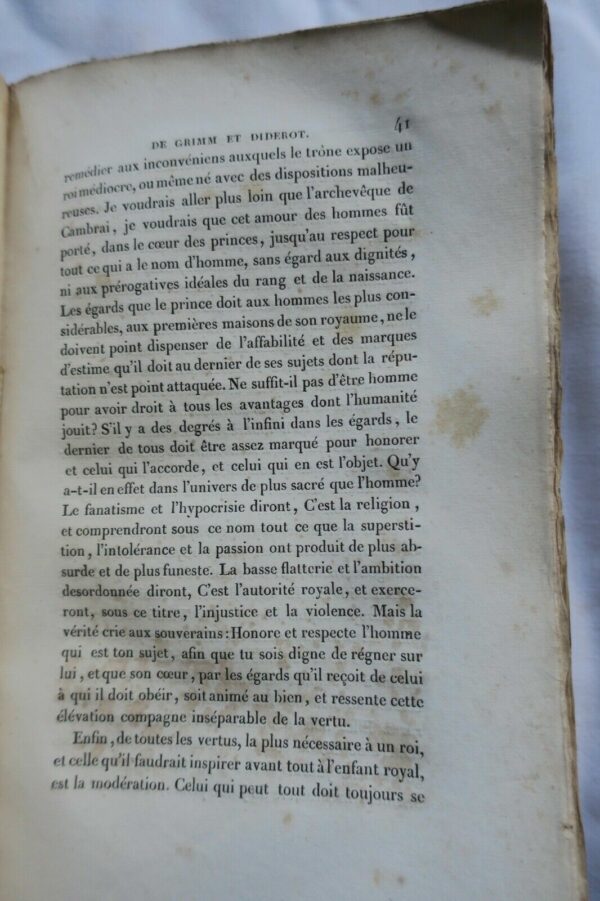 DE GRIMM ET DIDEROT. 41
remédier aux inconvéniens auxquels le trône expose un
roi médiocre, ou même né avec des dispositions malheu-
reuses. Je voudrais aller plus loin que l'archevêque de
Cambrai, je voudrais que cet amour des hommes fût
porté, dans le cœur des princes, jusqu'au respect pour
tout ce qui a le nom d'homme, sans égard aux dignités,
ni aux prérogatives idéales du rang et de la naissance.
Les égards que le prince doit aux hommes les plus con-
sidérables, aux premières maisons de son royaume, ne le
doivent point dispenser de l'affabilité et des marques
d'estime qu'il doit au dernier de ses sujets dont la répu-
tation n'est point attaquée. Ne suffit-il pas d'être homme
pour avoir droit à tous les avantages dont l'humanité
jouit? S'il y a des degrés à l'infini dans les égards, le
dernier de tous doit être assez marqué pour honorer
et celui qui l'accorde, et celui qui en est l'objet. Qu'y
a-t-il en effet dans l'univers de plus sacré que l'homme?
Le fanatisme et l'hypocrisie diront, C'est la religion,
et comprendront sous ce nom tout ce que la supersti-
tion, l'intolérance et la passion ont produit de plus ab-
surde et de plus funeste. La basse flatterie et l'ambition
desordonnée diront, C'est l'autorité royale, et exerce-
ront, sous ce titre, l'injustice et la violence. Mais la
vérité crie aux souverains: Honore et respecte l'homme
qui est ton sujet, afin que tu sois digne de régner sur
lui, et que son cœur, par les égards qu'il reçoit de celui
à qui il doit obéir, soit animé au bien, et ressente cette
élévation compagne inséparable de la vertu.
Enfin, de toutes les vertus, la plus nécessaire à un roi,
et celle qu'il faudrait inspirer avant tout à l'enfant royal,
est la modération. Celui qui peut tout doit toujours se